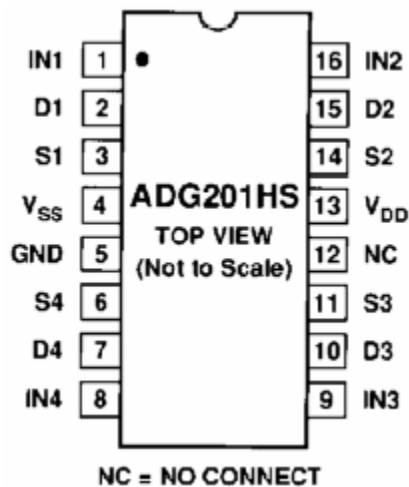 IN1 1 16 IN2
D1 2 15 D2
S1 3 14 S2
VSS 4 ADG201HS 13 VDD
TOP VIEW
GND 5 (Not to Scale) 12 NC
S4 6 11 S3
D4 7 10 D3
IN4 8 9 IN3
NC = NO CONNECT